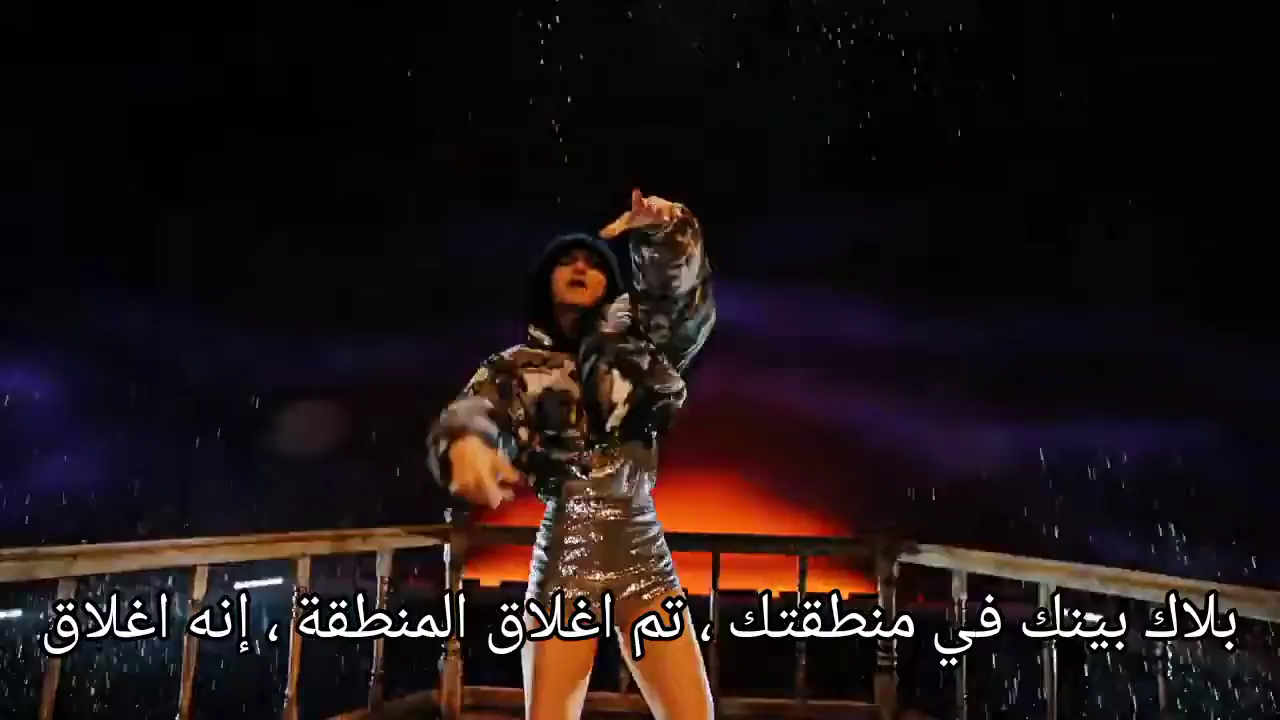 بلاك بينك في منطقتك ، تم اغلاق المنطقة ، إنه اغلاق